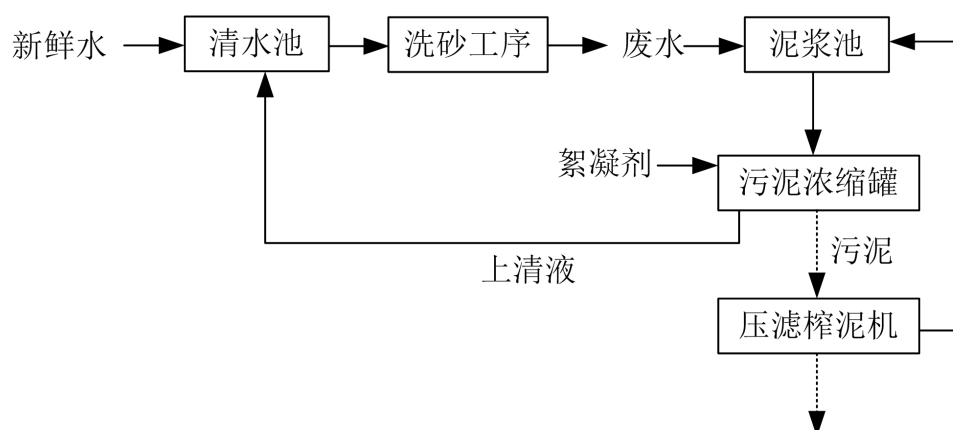 新鲜水
清水池
洗砂工序
废水
泥浆池
絮凝剂
污泥浓缩罐
上清液
污泥
压滤榨泥机